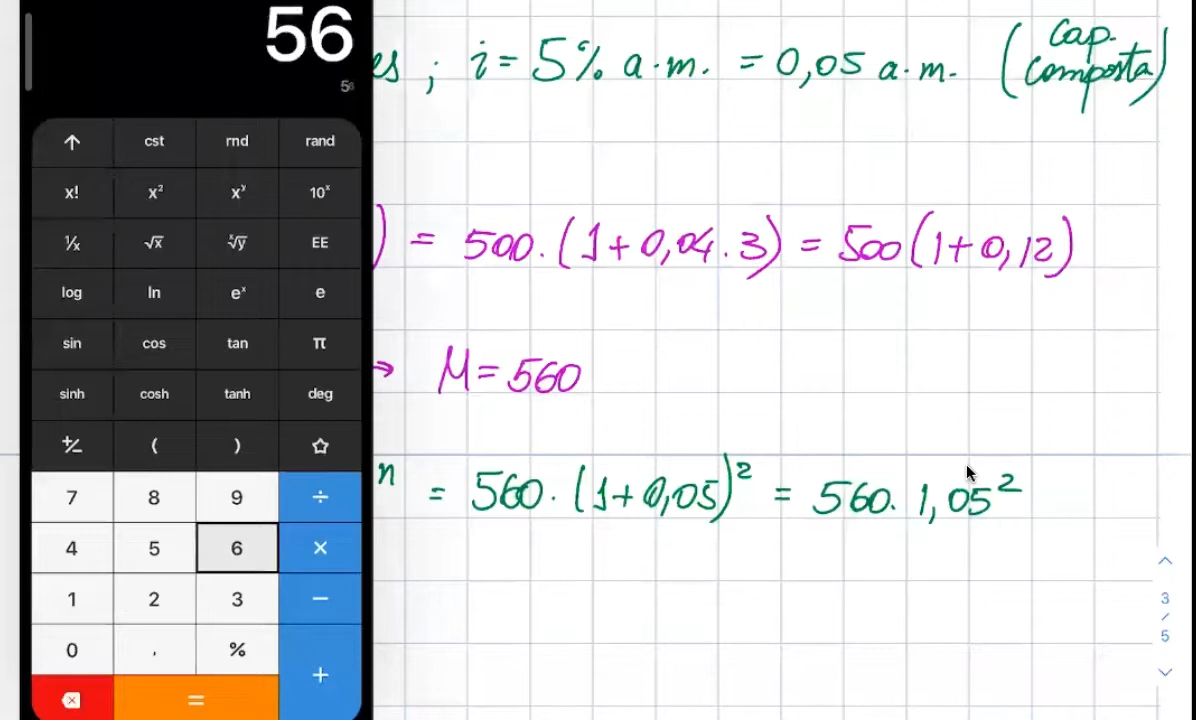 56
56
↑ cst rnd rand
x! x² xʸ 10ˣ
¹/x √x ʸ√y EE
log ln eˣ e
sin cos tan π
sinh cosh tanh deg
+/− ( ) ☆
7 8 9 ÷
4 5 6 ×
1 2 3 −
0 , % +
=
es ; i = 5% a.m. = 0,05 a.m. (Cap. composta)
) = 500.(1+0,04.3) = 500(1+0,12)
→ M = 560
n = 560.(1+0,05)² = 560.1,05²
3
/
5